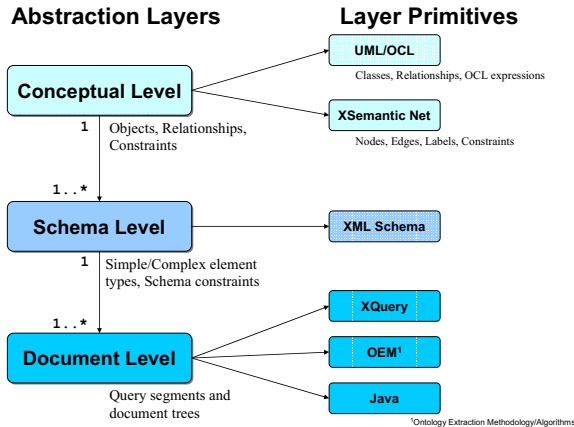 Abstraction Layers
Layer Primitives
UML/OCL
Classes, Relationships, OCL expressions
Conceptual Level
XSemantic Net
Nodes, Edges, Labels, Constraints
1
Objects, Relationships,
Constraints
1..*
Schema Level
XML Schema
1
Simple/Complex element
types, Schema constraints
1..*
XQuery
Document Level
OEM¹
Query segments and
document trees
Java
¹Ontology Extraction Methodology/Algorithms